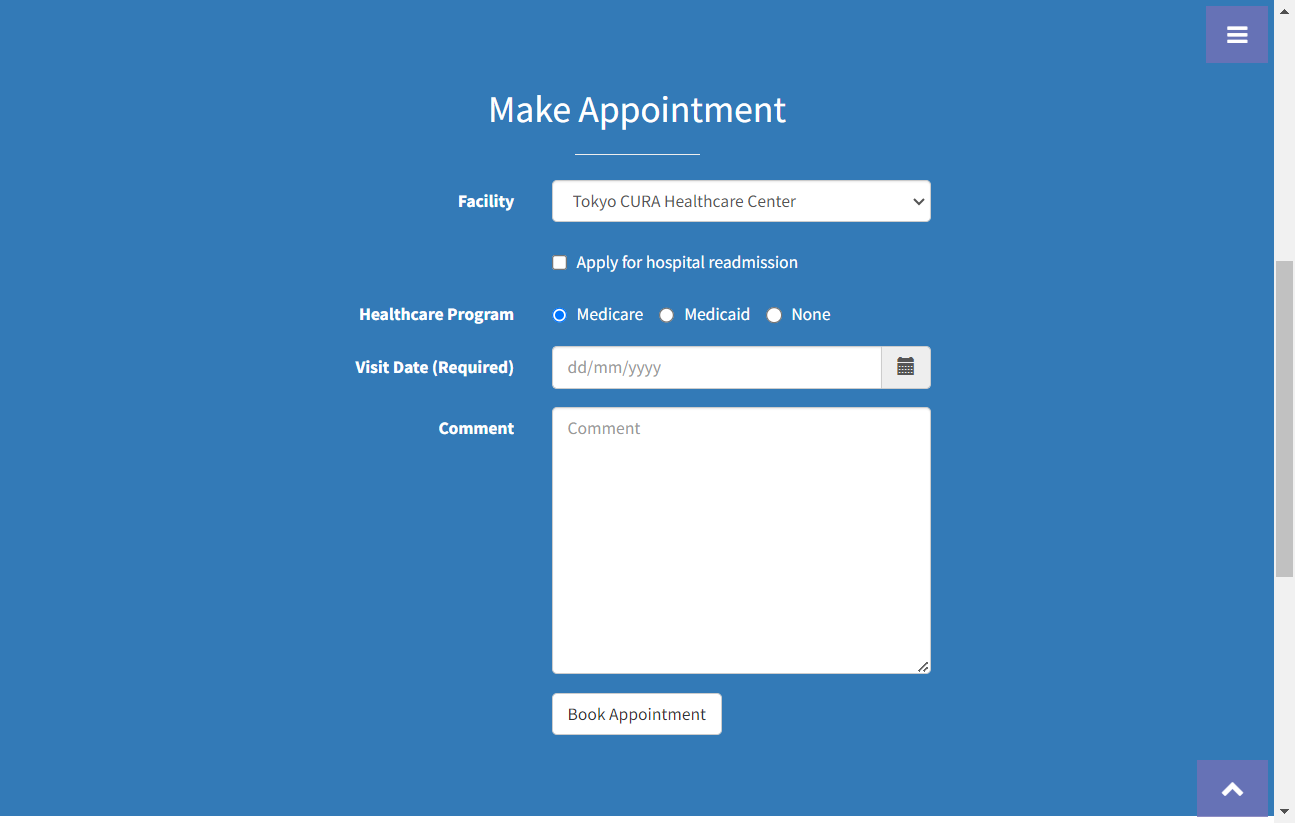 Make Appointment
Facility
Tokyo CURA Healthcare Center
Apply for hospital readmission
Healthcare Program
Medicare Medicaid None
Visit Date (Required)
dd/mm/yyyy
Comment
Comment
Book Appointment